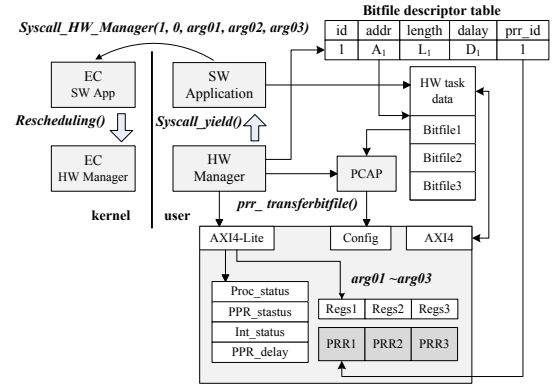 Bitfile descriptor table
Syscall_HW_Manager(1, 0, arg01, arg02, arg03)
id addr length dalay prr_id
1 A1 L1 D1 1
EC
SW App
SW
Application
HW task
data
Rescheduling()
Syscall_yield()
Bitfile1
EC
HW Manager
HW
Manager
PCAP
Bitfile2
Bitfile3
kernel user
prr_ transferbitfile()
AXI4-Lite Config AXI4
arg01 ~arg03
Proc_status
PPR_stastus
Int_status
PPR_delay
Regs1 Regs2 Regs3
PRR1 PRR2 PRR3